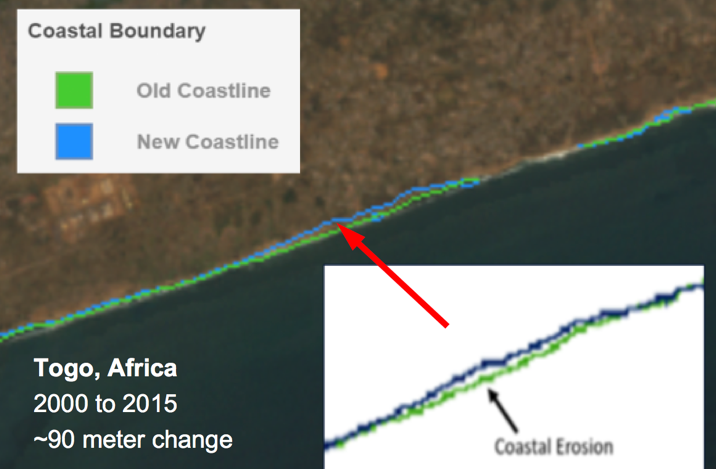 Coastal Boundary
Old Coastline
New Coastline
Togo, Africa
2000 to 2015
~90 meter change
Coastal Erosion